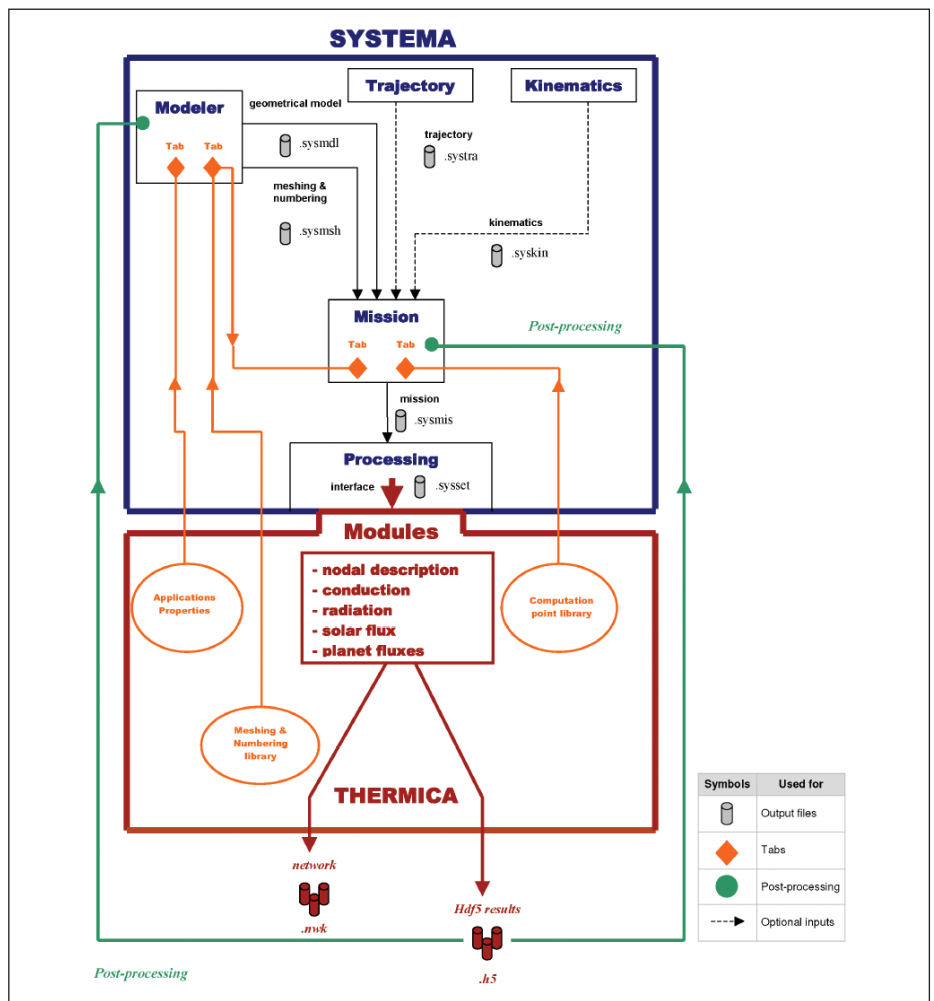 SYSTEMA
Modeler
Tab Tab
geometrical model
.sysmdl
meshing &
numbering
.sysmsh
Trajectory
trajectory
.systra
Kinematics
kinematics
.syskin
Mission
Tab Tab
Post-processing
mission
.sysmis
Processing
interface
.sysset
Modules
- nodal description
- conduction
- radiation
- solar flux
- planet fluxes
Applications
Properties
Computation
point library
Meshing &
Numbering
library
THERMICA
network
.nwk
Hdf5 results
.h5
Post-processing
Symbols Used for
Output files
Tabs
Post-processing
Optional inputs